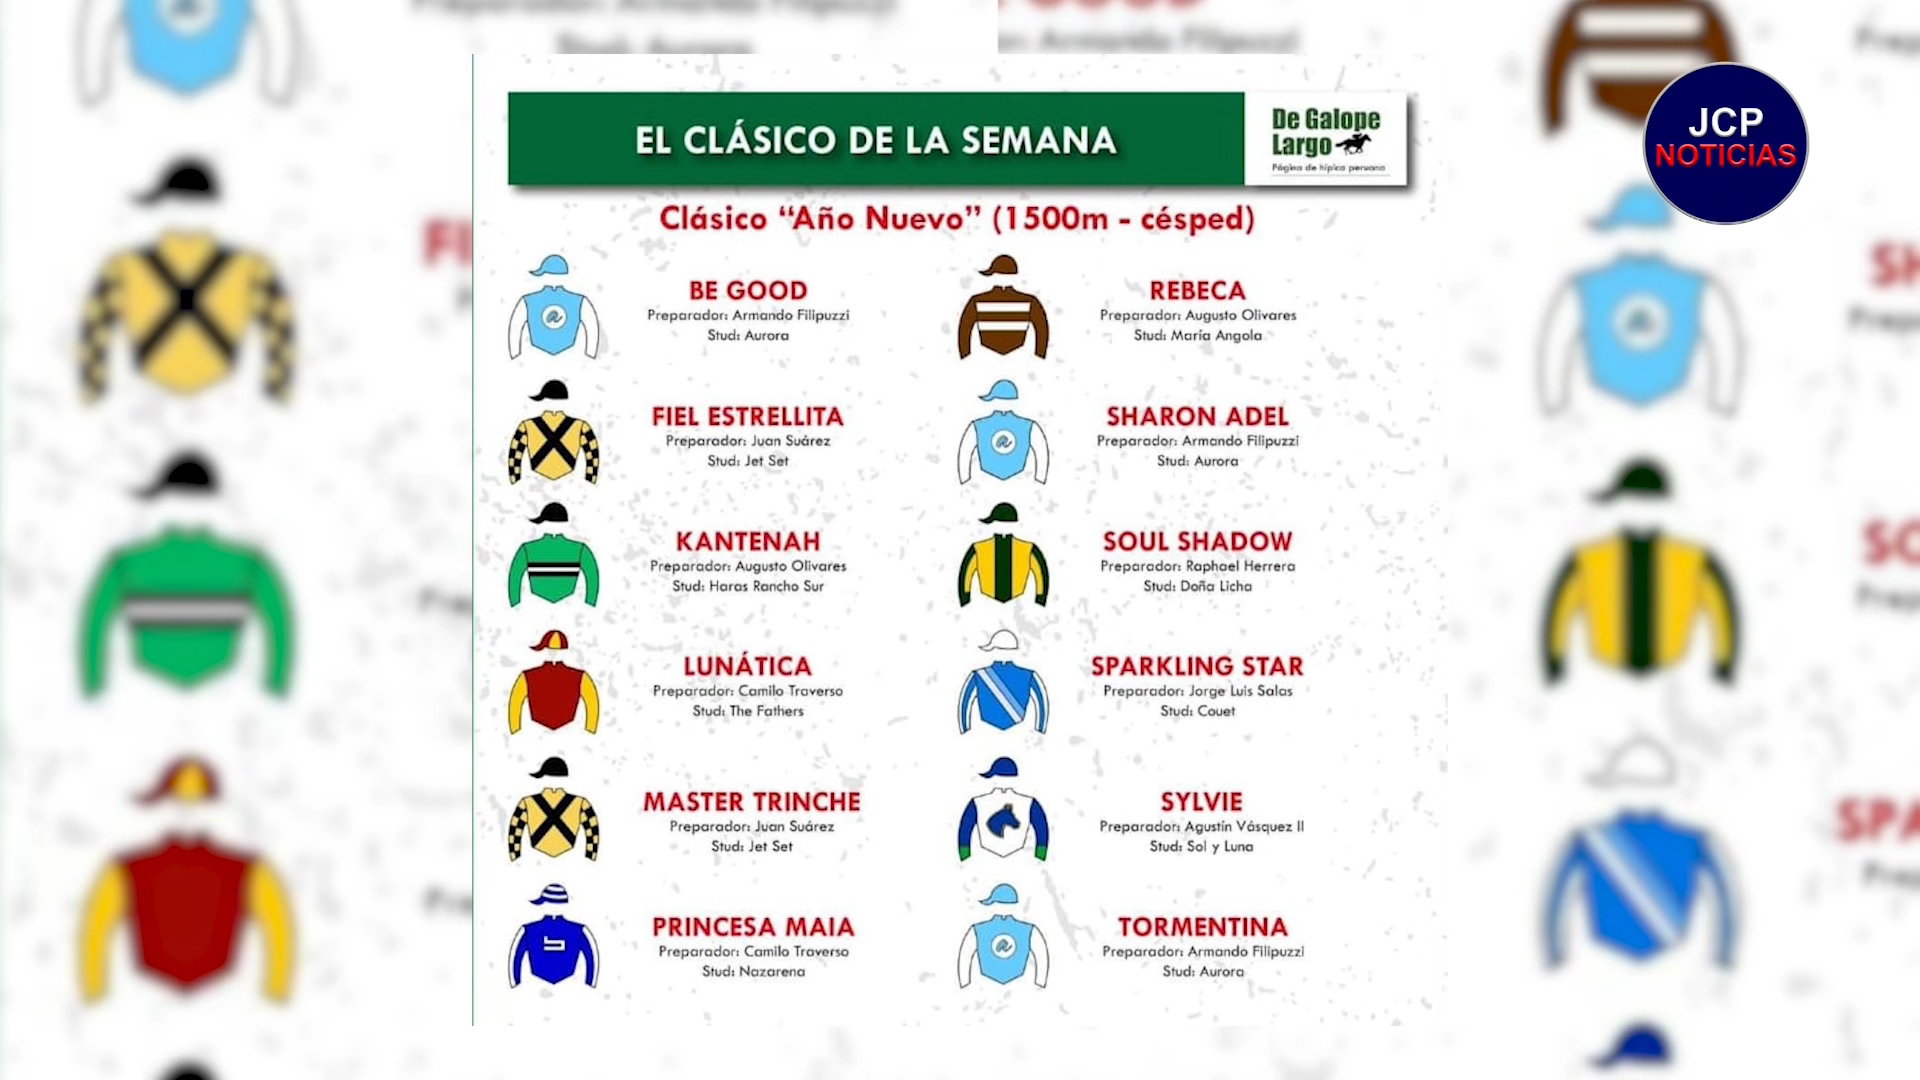 JCP
NOTICIAS
EL CLÁSICO DE LA SEMANA
De Galope
Largo
Página de hípica peruana
Clásico “Año Nuevo” (1500m - césped)
BE GOOD
Preparador: Armando Filipuzzi
Stud: Aurora
FIEL ESTRELLITA
Preparador: Juan Suárez
Stud: Jet Set
KANTENAH
Preparador: Augusto Olivares
Stud: Haras Rancho Sur
LUNÁTICA
Preparador: Camilo Traverso
Stud: The Fathers
MASTER TRINCHE
Preparador: Juan Suárez
Stud: Jet Set
PRINCESA MAIA
Preparador: Camilo Traverso
Stud: Nazarena
REBECA
Preparador: Augusto Olivares
Stud: María Angola
SHARON ADEL
Preparador: Armando Filipuzzi
Stud: Aurora
SOUL SHADOW
Preparador: Raphael Herrera
Stud: Doña Licha
SPARKLING STAR
Preparador: Jorge Luis Salas
Stud: Couet
SYLVIE
Preparador: Agustín Vásquez II
Stud: Sol y Luna
TORMENTINA
Preparador: Armando Filipuzzi
Stud: Aurora